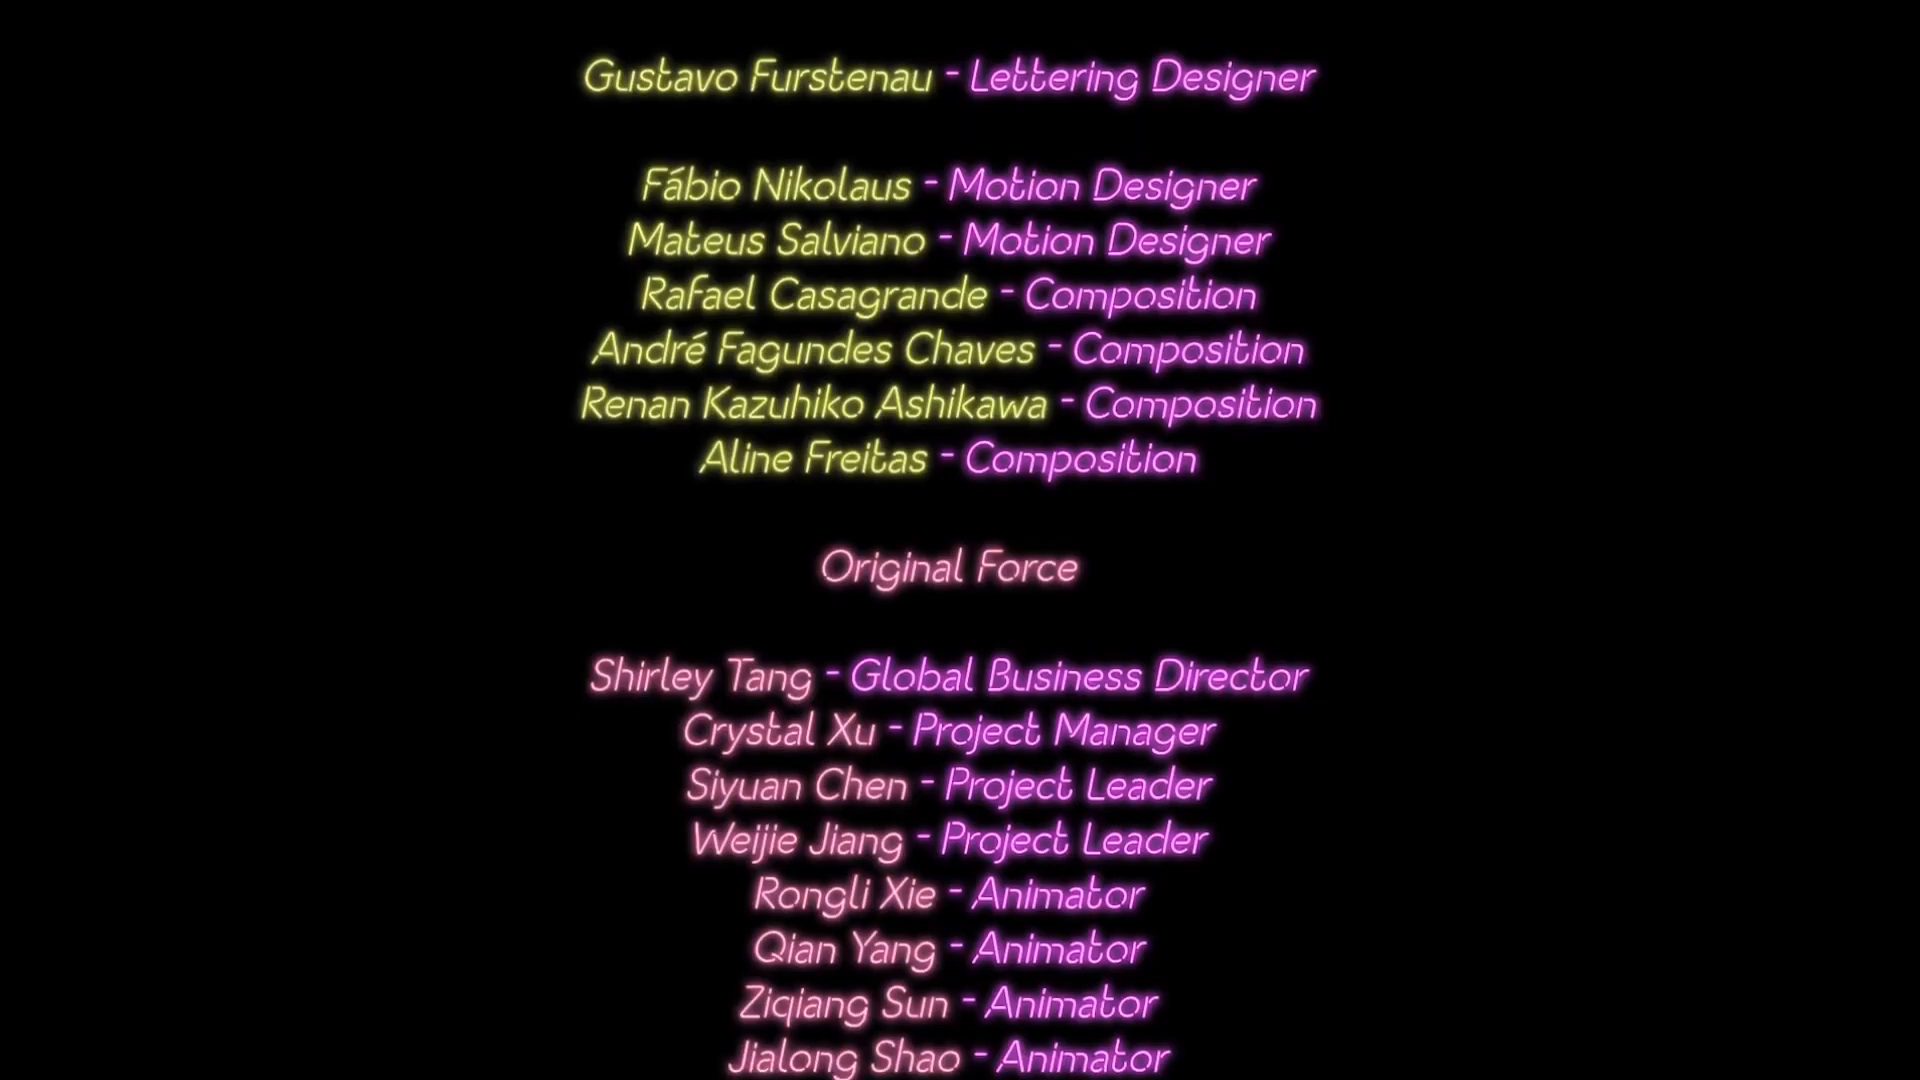 Gustavo Furstenau - Lettering Designer
Fábio Nikolaus - Motion Designer
Mateus Salviano - Motion Designer
Rafael Casagrande - Composition
André Fagundes Chaves - Composition
Renan Kazuhiko Ashikawa - Composition
Aline Freitas - Composition
Original Force
Shirley Tang - Global Business Director
Crystal Xu - Project Manager
Siyuan Chen - Project Leader
Weijie Jiang - Project Leader
Rongli Xie - Animator
Qian Yang - Animator
Ziqiang Sun - Animator
Jialong Shao - Animator